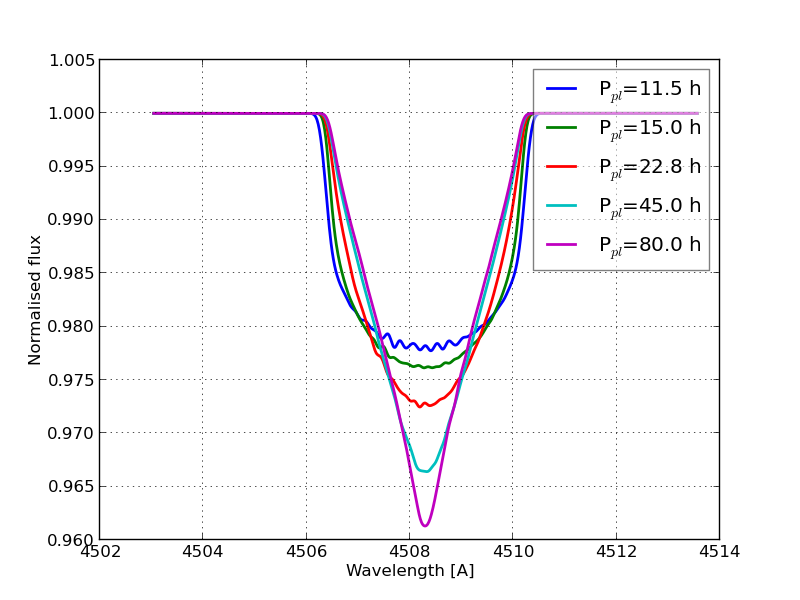 1.005
1.000
0.995
0.990
0.985
0.980
0.975
0.970
0.965
0.960
Normalised flux
4502
4504
4506
4508
4510
4512
4514
Wavelength [A]
P_pl=11.5 h
P_pl=15.0 h
P_pl=22.8 h
P_pl=45.0 h
P_pl=80.0 h